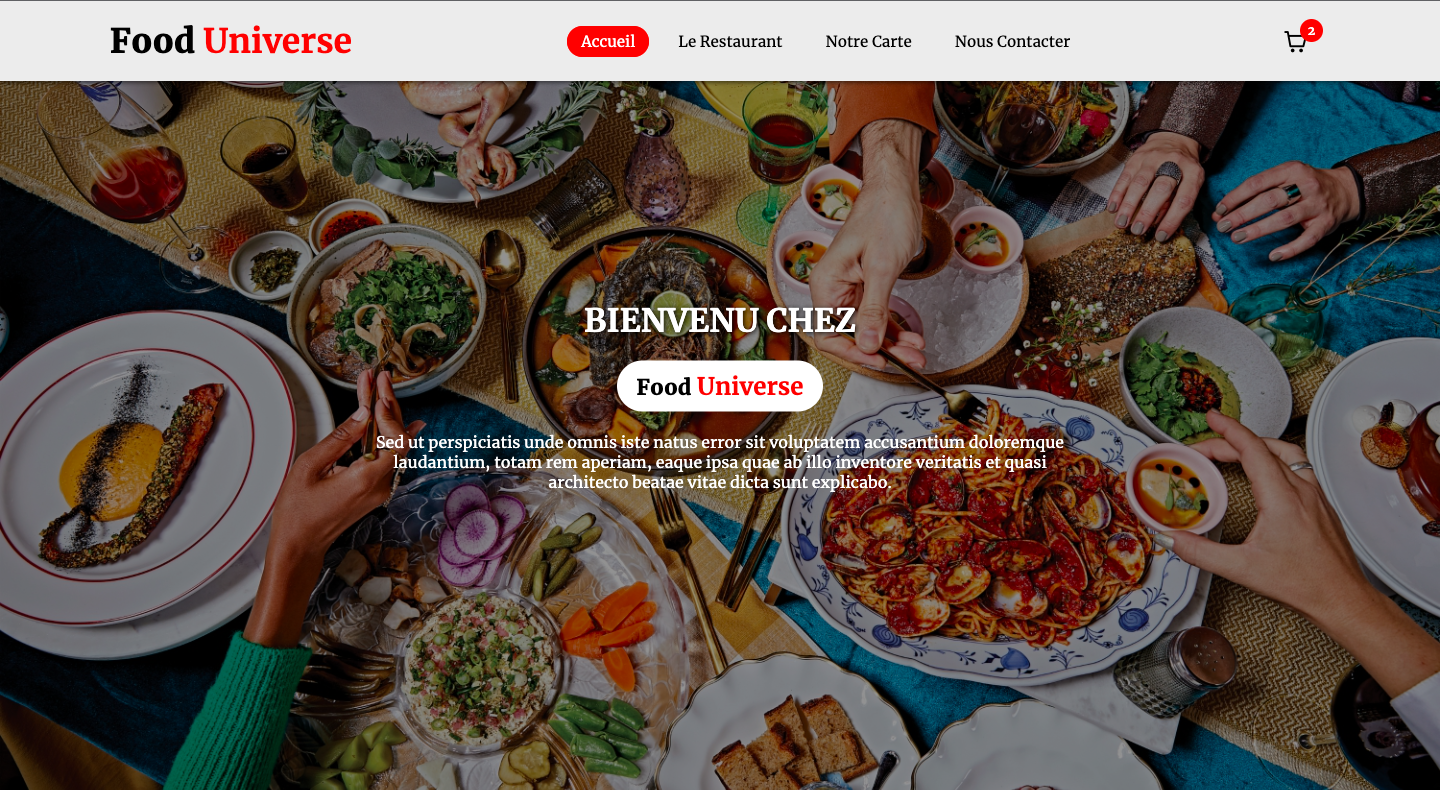 Food Universe
Accueil
Le Restaurant
Notre Carte
Nous Contacter
2
BIENVENU CHEZ
Food Universe
Sed ut perspiciatis unde omnis iste natus error sit voluptatem accusantium doloremque
laudantium, totam rem aperiam, eaque ipsa quae ab illo inventore veritatis et quasi
architecto beatae vitae dicta sunt explicabo.